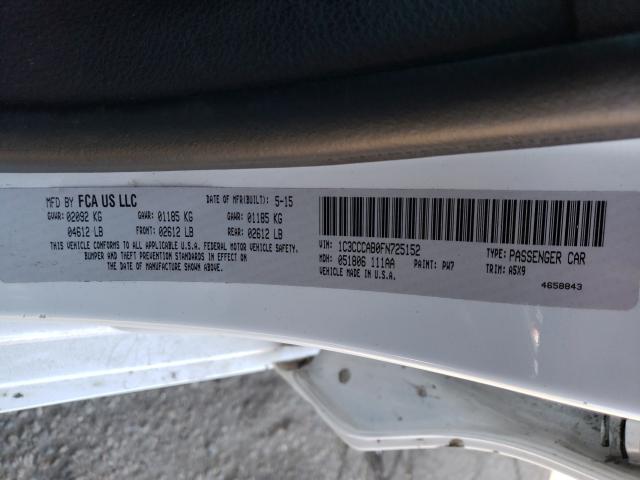 MFD BY FCA US LLC DATE OF MFR(BUILT): 5-15
GVWR: 02092 KG GAWR: 01185 KG GAWR: 01185 KG
04612 LB FRONT: 02612 LB REAR: 02612 LB
THIS VEHICLE CONFORMS TO ALL APPLICABLE U.S.A. FEDERAL MOTOR VEHICLE SAFETY,
BUMPER AND THEFT PREVENTION STANDARDS IN EFFECT
ON THE DATE OF MANUFACTURE SHOWN ABOVE.
VIN: 1C3CCCAB0FN725152 TYPE: PASSENGER CAR
MDH: 051806 111AA PAINT: PW7 TRIM: A5X9
VEHICLE MADE IN U.S.A. 4658843